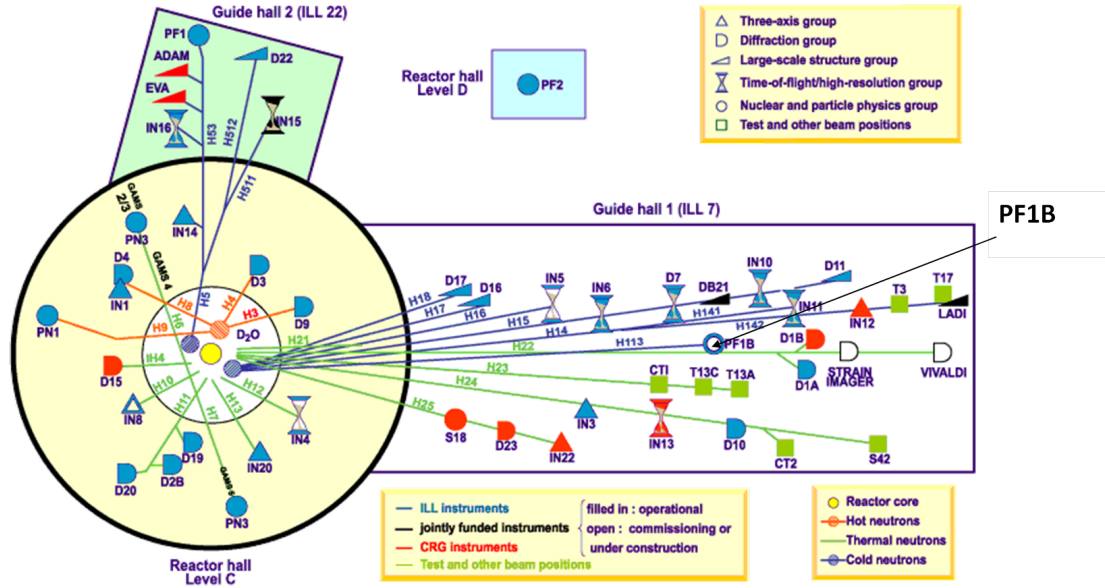 Guide hall 2 (ILL 22)
PF1
ADAM
D22
EVA
IN16
IN15
H53
H512
H511
Reactor hall
Level D
PF2
Three-axis group
Diffraction group
Large-scale structure group
Time-of-flight/high-resolution group
Nuclear and particle physics group
Test and other beam positions
PF1B
Guide hall 1 (ILL 7)
GAMS
2/3
PN3
IN14
D4
IN1
GAMS 4
D3
H8
H5
H4
H6
H3
D9
PN1
H9
D2O
H21
IH4
D15
H10
IN8
H11
H7
H13
H12
IN4
D19
D2B
D20
IN20
GAMS 5
PN3
Reactor hall
Level C
H18
H17
H16
H15
H14
D17
D16
IN5
IN6
D7
DB21
IN10
D11
H141
IN11
H142
IN12
T3
T17
LADI
H113
PF1B
D1B
H22
STRAIN
IMAGER
VIVALDI
D1A
H23
CTI
T13C
T13A
H24
IN3
IN13
D10
CT2
S42
H25
S18
D23
IN22
ILL instruments
jointly funded instruments
CRG instruments
Test and other beam positions
filled in : operational
open : commissioning or
under construction
Reactor core
Hot neutrons
Thermal neutrons
Cold neutrons